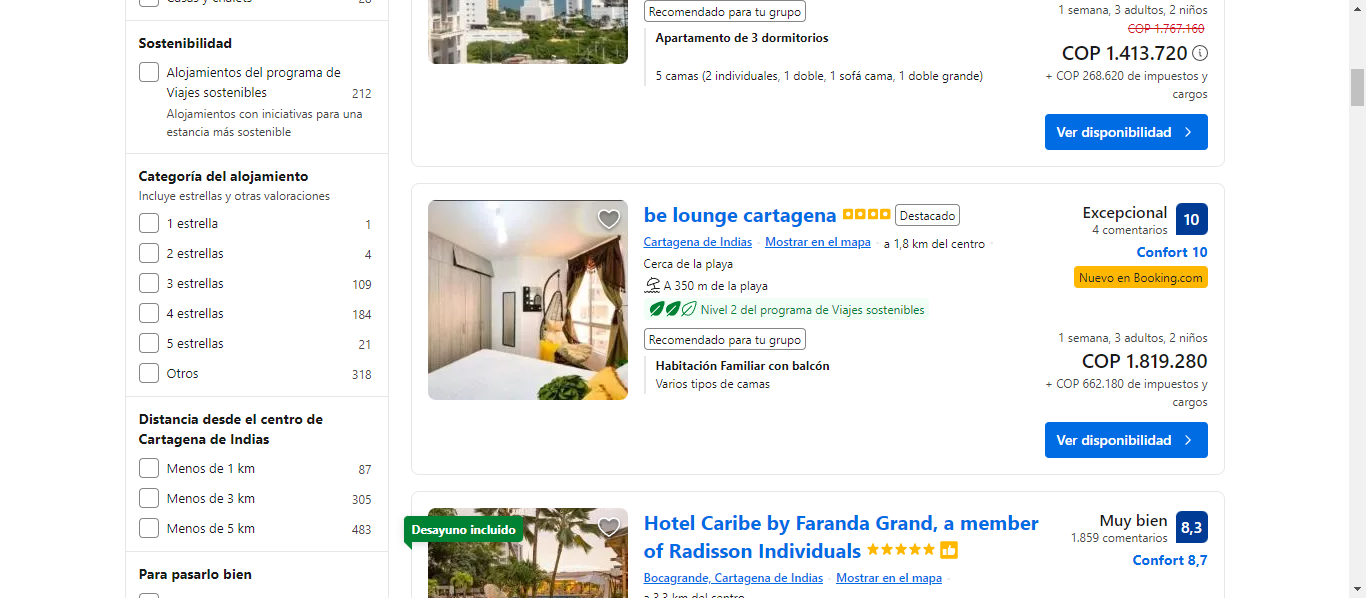 Casas y chalets
28
Sostenibilidad
Alojamientos del programa de
Viajes sostenibles
212
Alojamientos con iniciativas para una
estancia más sostenible
Categoría del alojamiento
Incluye estrellas y otras valoraciones
1 estrella
1
2 estrellas
4
3 estrellas
109
4 estrellas
184
5 estrellas
21
Otros
318
Distancia desde el centro de
Cartagena de Indias
Menos de 1 km
87
Menos de 3 km
305
Menos de 5 km
483
Para pasarlo bien
Recomendado para tu grupo
Apartamento de 3 dormitorios
5 camas (2 individuales, 1 doble, 1 sofá cama, 1 doble grande)
1 semana, 3 adultos, 2 niños
COP 1.767.160
COP 1.413.720
+ COP 268.620 de impuestos y
cargos
Ver disponibilidad
be lounge cartagena Destacado
Cartagena de Indias · Mostrar en el mapa · a 1,8 km del centro ·
Cerca de la playa
A 350 m de la playa
Nivel 2 del programa de Viajes sostenibles
Recomendado para tu grupo
Habitación Familiar con balcón
Varios tipos de camas
Excepcional
4 comentarios
10
Confort 10
Nuevo en Booking.com
1 semana, 3 adultos, 2 niños
COP 1.819.280
+ COP 662.180 de impuestos y
cargos
Ver disponibilidad
Desayuno incluido
Hotel Caribe by Faranda Grand, a member
of Radisson Individuals
Bocagrande, Cartagena de Indias · Mostrar en el mapa ·
a 3,3 km del centro
Muy bien
1.859 comentarios
8,3
Confort 8,7